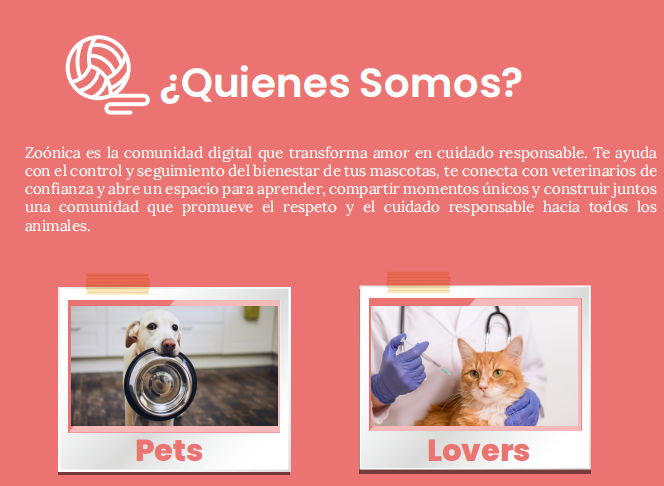 ¿Quienes Somos?
Zoónica es la comunidad digital que transforma amor en cuidado responsable. Te ayuda
con el control y seguimiento del bienestar de tus mascotas, te conecta con veterinarios de
confianza y abre un espacio para aprender, compartir momentos únicos y construir juntos
una comunidad que promueve el respeto y el cuidado responsable hacia todos los
animales.
Pets
Lovers